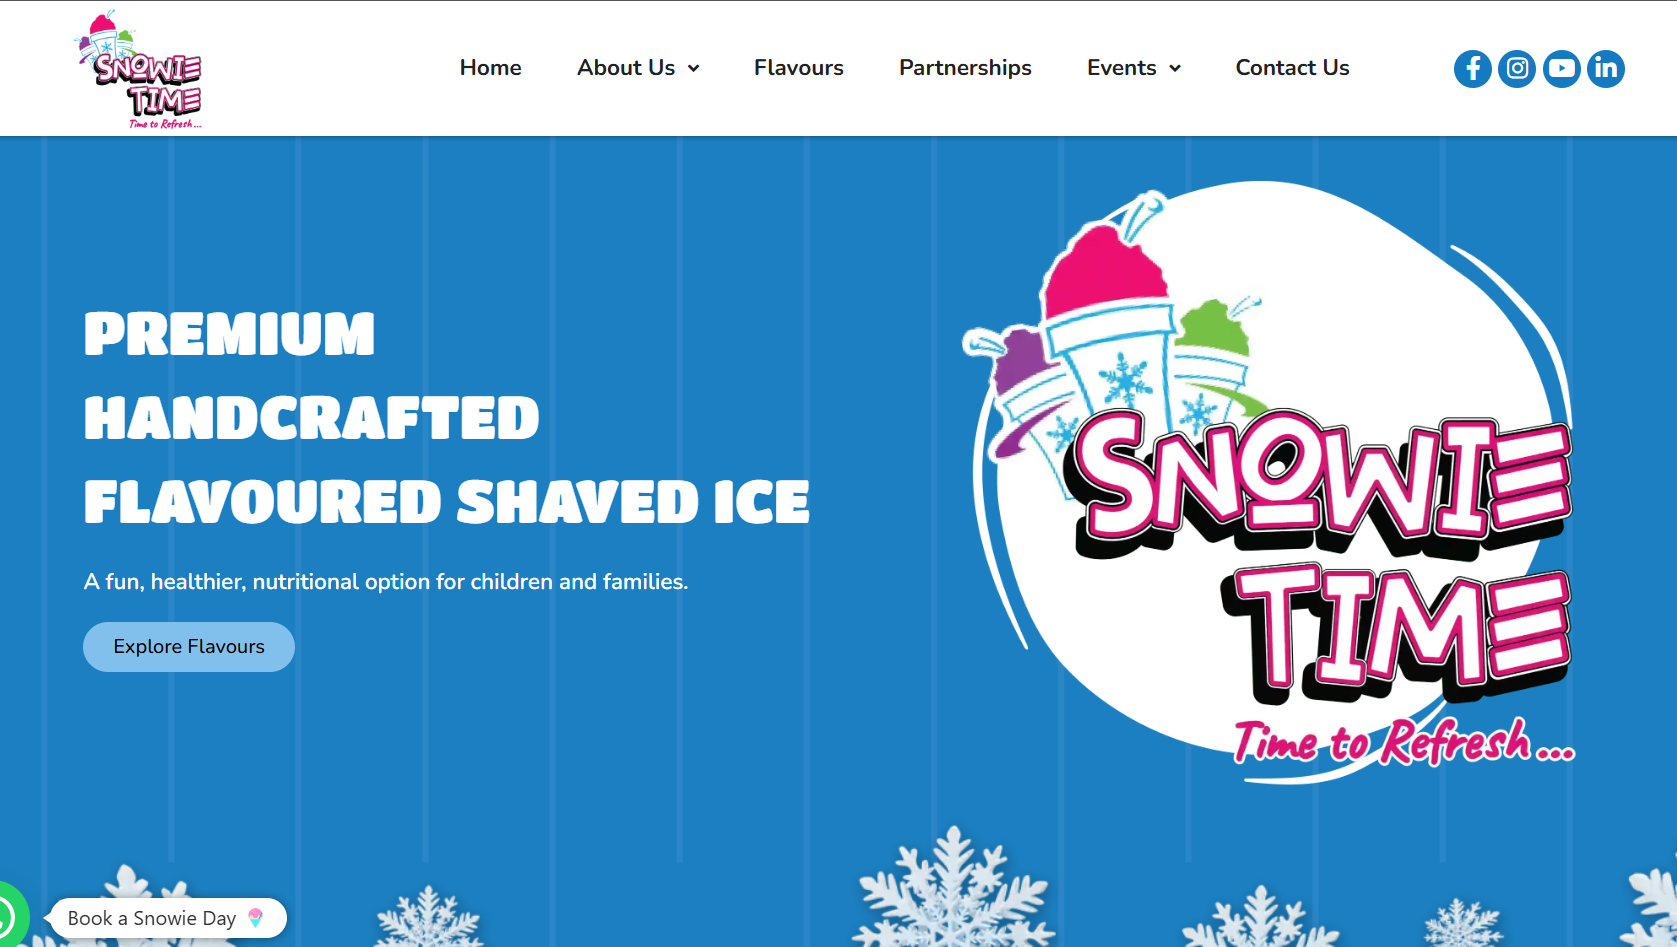 SNOWIE
TIME
Time to Refresh...
Home
About Us
Flavours
Partnerships
Events
Contact Us
PREMIUM
HANDCRAFTED
FLAVOURED SHAVED ICE
A fun, healthier, nutritional option for children and families.
Explore Flavours
SNOWIE
TIME
Time to Refresh...
Book a Snowie Day